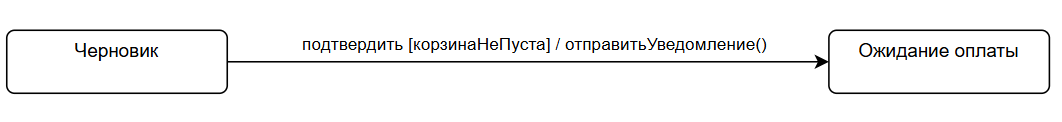 Черновик
подтвердить [корзинаНеПуста] / отправитьУведомление()
Ожидание оплаты